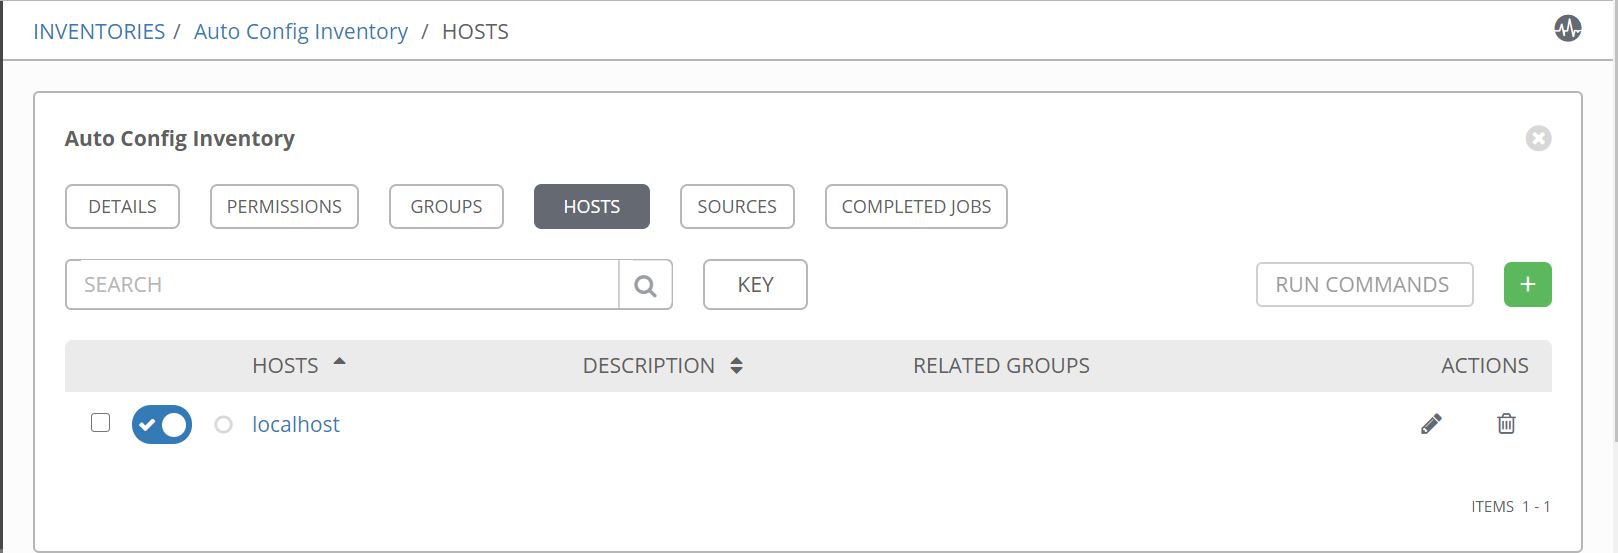 INVENTORIES / Auto Config Inventory / HOSTS
Auto Config Inventory
DETAILS PERMISSIONS GROUPS HOSTS SOURCES COMPLETED JOBS
SEARCH KEY RUN COMMANDS +
HOSTS DESCRIPTION RELATED GROUPS ACTIONS
localhost
ITEMS 1 - 1